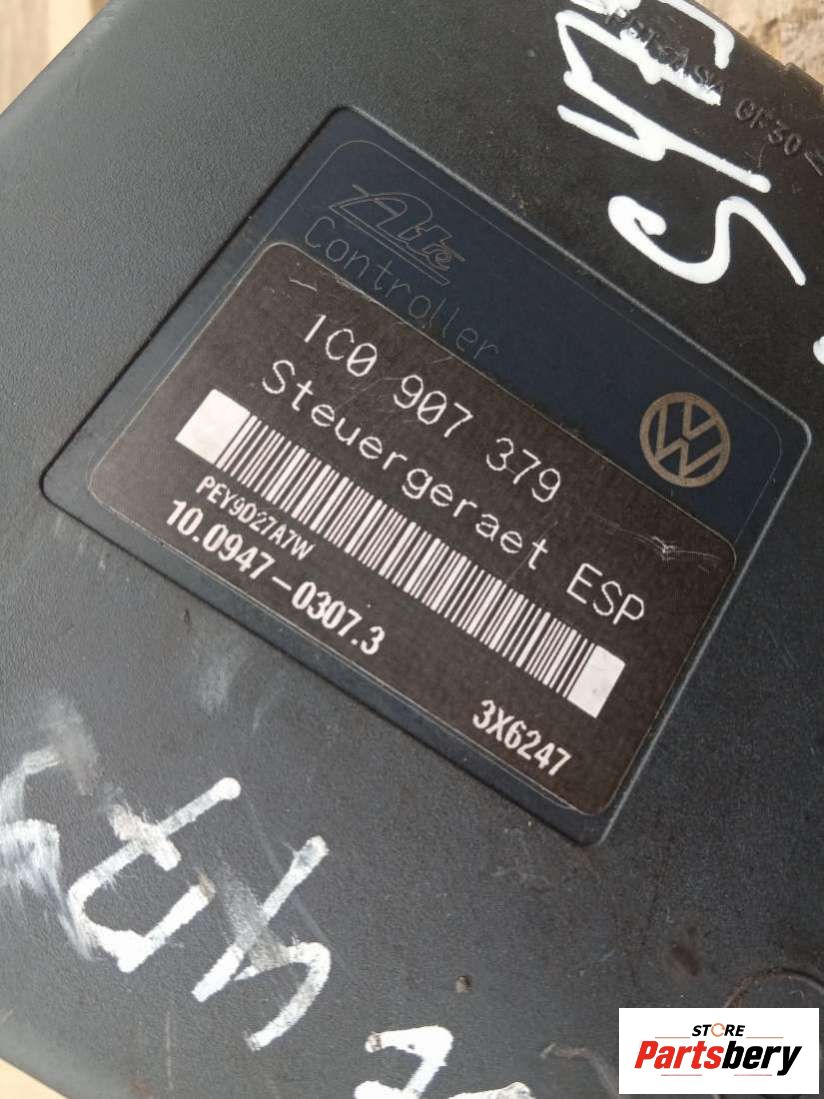 Ate
Controller
1C0 907 379
Steuergeraet ESP
PEY9D27A7W
10.0947-0307.3
3X6247
STORE
Partsbery